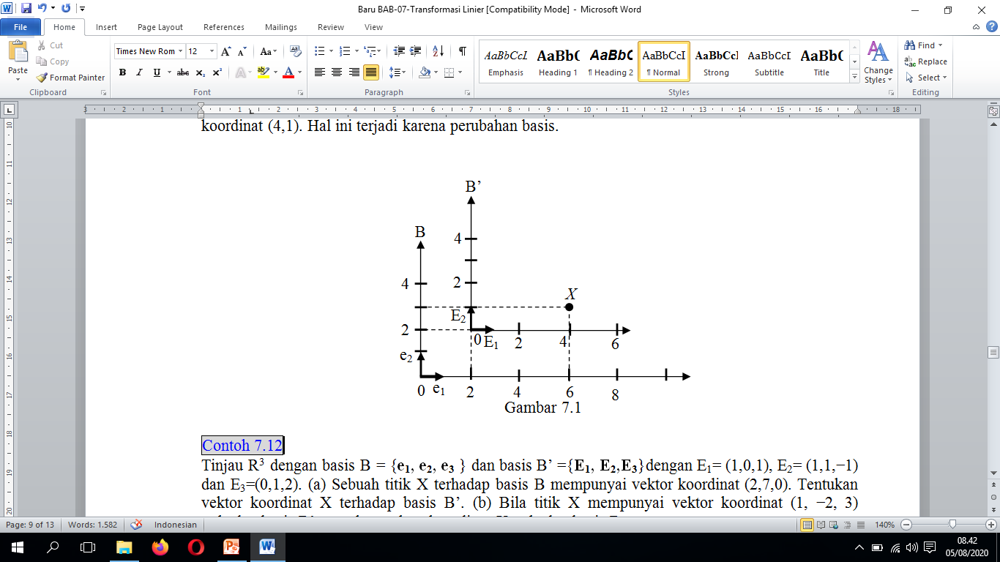 Baru BAB-07-Transformasi Linier [Compatibility Mode] - Microsoft Word
File Home Insert Page Layout References Mailings Review View
Paste
Cut
Copy
Format Painter
Clipboard
Times New Rom 12
Font
Paragraph
AaBbCcI AaBbC AaBbC AaBbCcI AaBbCcl AaBbCcI AaBbC
Emphasis Heading 1 ¶ Heading 2 ¶ Normal Strong Subtitle Title
Change Styles
Styles
Find
Replace
Select
Editing
koordinat (4,1). Hal ini terjadi karena perubahan basis.
B’
B
4
4
2
X
E₂
2
0 E₁ 2 4 6
e₂
0 e₁ 2 4 6 8
Gambar 7.1
Contoh 7.12
Tinjau R³ dengan basis B = {e₁, e₂, e₃ } dan basis B’ ={E₁, E₂,E₃}dengan E₁= (1,0,1), E₂= (1,1,−1)
dan E₃=(0,1,2). (a) Sebuah titik X terhadap basis B mempunyai vektor koordinat (2,7,0). Tentukan
vektor koordinat X terhadap basis B’. (b) Bila titik X mempunyai vektor koordinat (1, −2, 3)
Page: 9 of 13 Words: 1.582 Indonesian 140%
08.42
05/08/2020